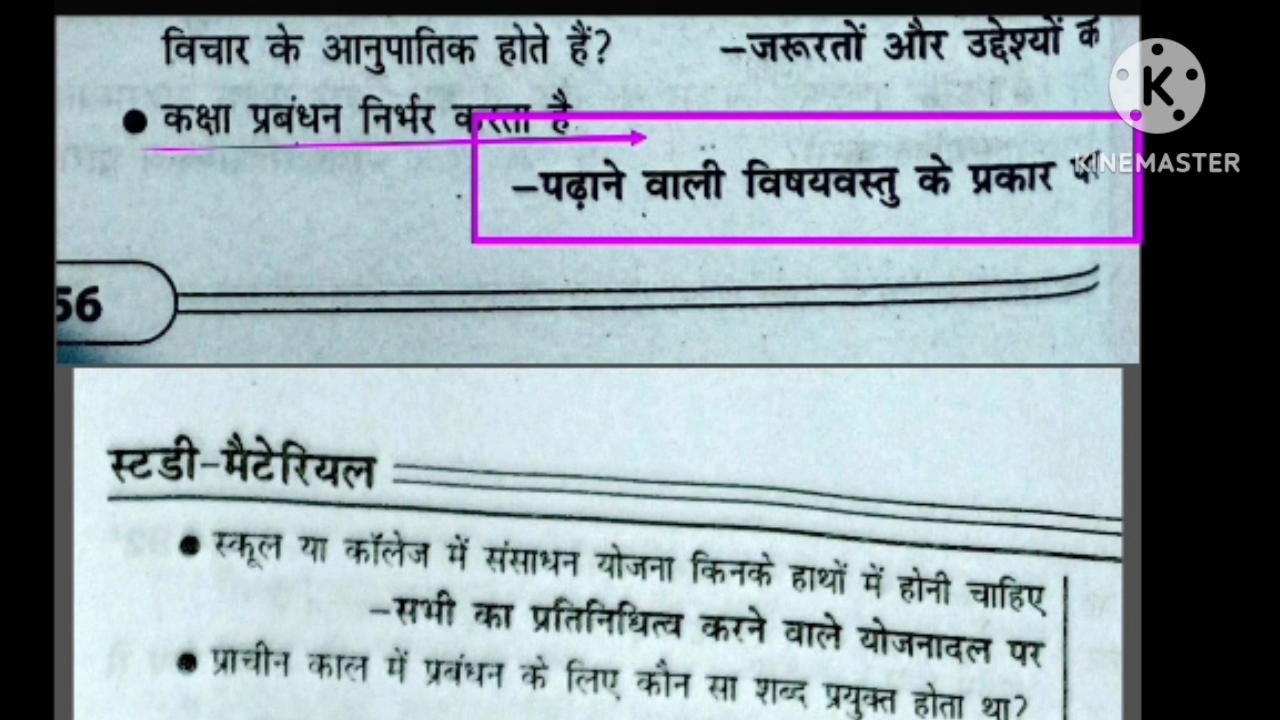 विचार के आनुपातिक होते हैं?
–जरूरतों और उद्देश्यों के
K
● कक्षा प्रबंधन निर्भर करता है
KINEMASTER
–पढ़ाने वाली विषयवस्तु के प्रकार पर
56
स्टडी-मैटेरियल
● स्कूल या कॉलेज में संसाधन योजना किनके हाथों में होनी चाहिए
–सभी का प्रतिनिधित्व करने वाले योजनादल पर
● प्राचीन काल में प्रबंधन के लिए कौन सा शब्द प्रयुक्त होता था?